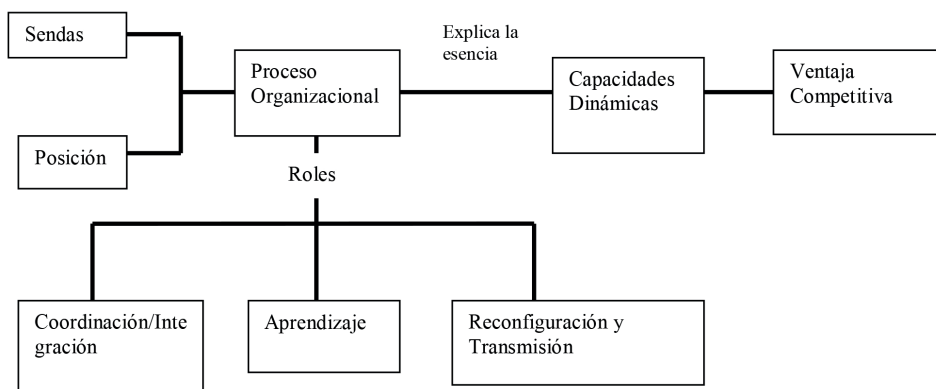 Sendas
Posición
Proceso
Organizacional
Explica la
esencia
Capacidades
Dinámicas
Ventaja
Competitiva
Roles
Coordinación/Inte
gración
Aprendizaje
Reconfiguración y
Transmisión